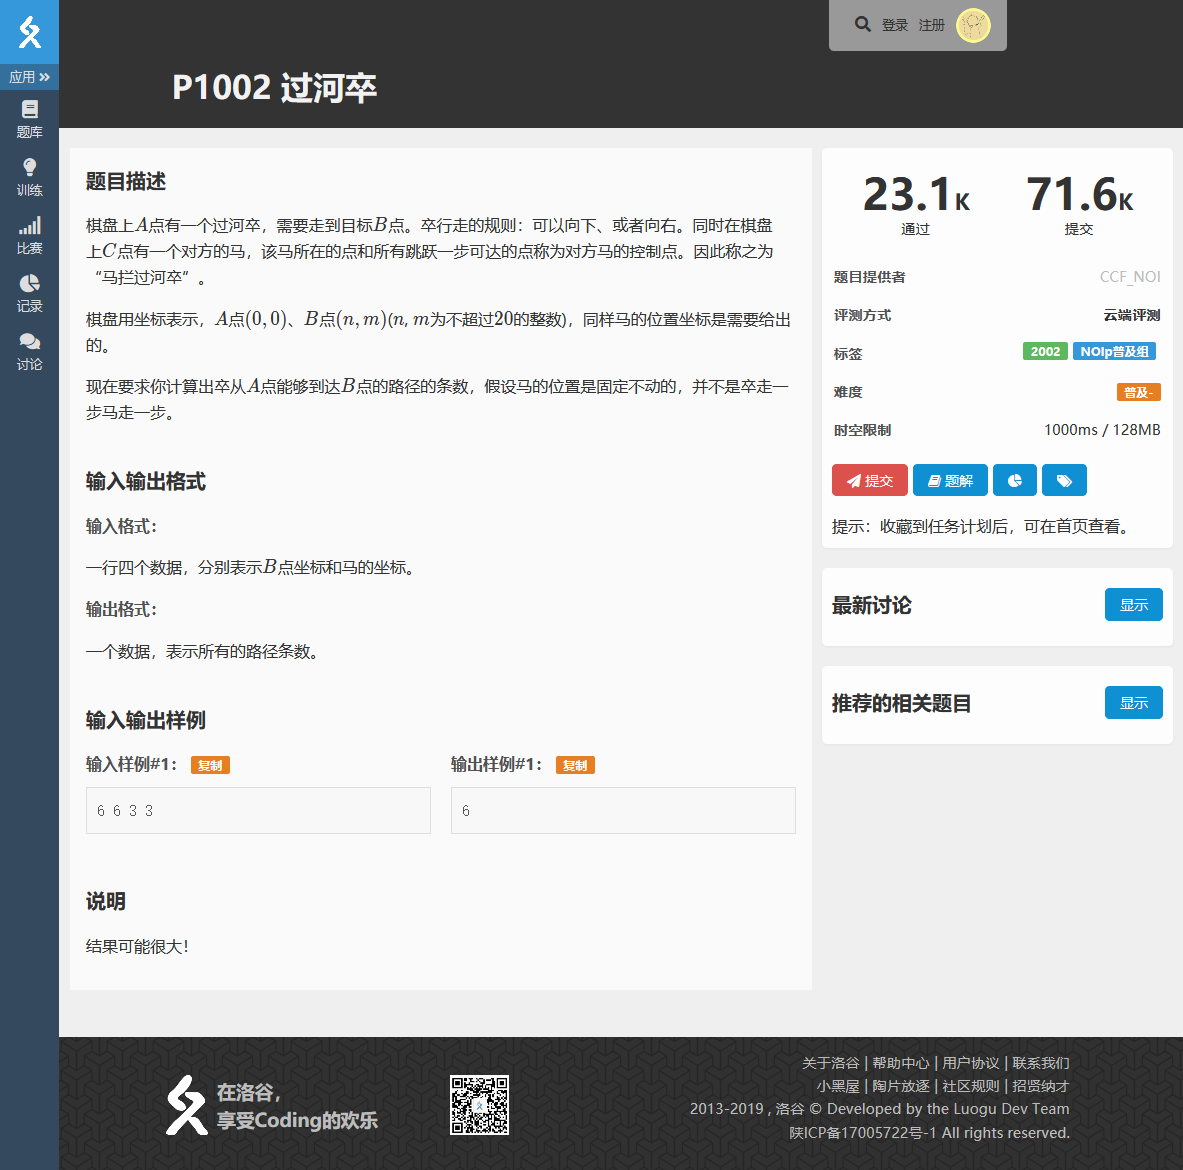 登录 注册
P1002 过河卒
应用
题库
训练
比赛
记录
讨论
题目描述
棋盘上A点有一个过河卒，需要走到目标B点。卒行走的规则：可以向下、或者向右。同时在棋盘
上C点有一个对方的马，该马所在的点和所有跳跃一步可达的点称为对方马的控制点。因此称之为
“马拦过河卒”。
棋盘用坐标表示，A点(0, 0)、B点(n, m)(n, m为不超过20的整数)，同样马的位置坐标是需要给出
的。
现在要求你计算出卒从A点能够到达B点的路径的条数，假设马的位置是固定不动的，并不是卒走一
步马走一步。
输入输出格式
输入格式：
一行四个数据，分别表示B点坐标和马的坐标。
输出格式：
一个数据，表示所有的路径条数。
输入输出样例
输入样例#1： 复制
6 6 3 3
输出样例#1： 复制
6
说明
结果可能很大！
23.1K 71.6K
通过 提交
题目提供者 CCF_NOI
评测方式 云端评测
标签 2002 NOIp普及组
难度 普及-
时空限制 1000ms / 128MB
提交 题解
提示：收藏到任务计划后，可在首页查看。
最新讨论 显示
推荐的相关题目 显示
在洛谷，
享受Coding的欢乐
关于洛谷 | 帮助中心 | 用户协议 | 联系我们
小黑屋 | 陶片放逐 | 社区规则 | 招贤纳才
2013-2019 , 洛谷 © Developed by the Luogu Dev Team
陕ICP备17005722号-1 All rights reserved.